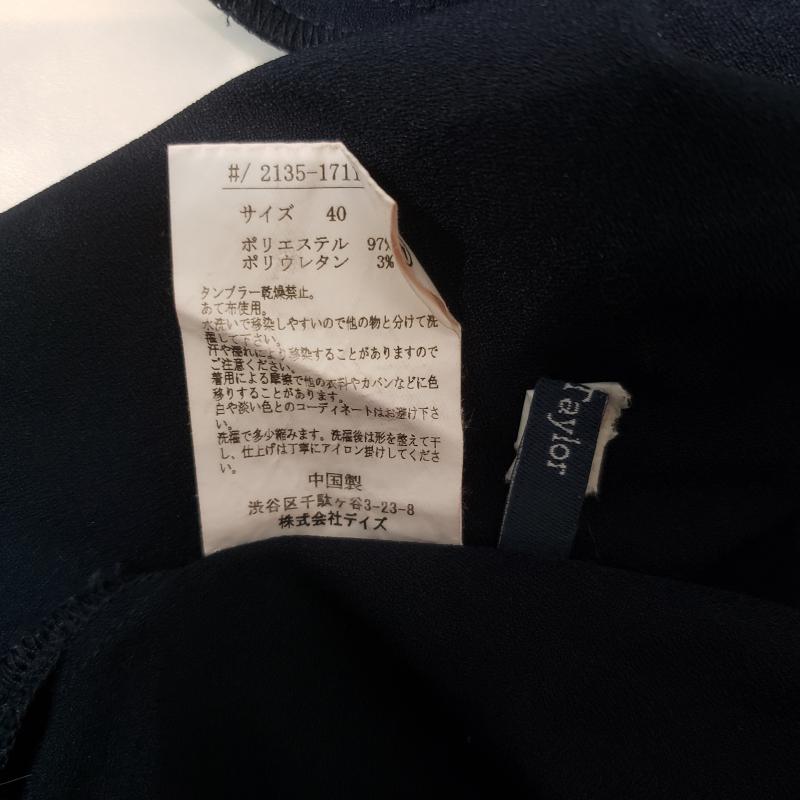 #/ 2135-1711
サイズ 40
ポリエステル 97%
ポリウレタン 3%
タンブラー乾燥禁止。
あて布使用。
水洗いで移染しやすいので他の物と分けて洗
濯して下さい。
汗や濡れにより移染することがありますので
ご注意ください。
着用による摩擦で他の衣料やカバンなどに色
移りすることがあります。
白や淡い色とのコーディネートはお避け下さ
い。
洗濯で多少縮みます。洗濯後は形を整えて干
し、仕上げは丁寧にアイロン掛けしてくださ
い。
中国製
渋谷区千駄ヶ谷3-23-8
株式会社デイズ
Taylor